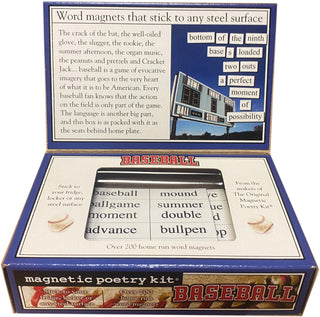 Word magnets that stick to any steel surface
The crack of the bat, the well-oiled
glove, the slugger, the rookie, the
summer afternoon, the organ music,
the peanuts and pretzels and Cracker
Jack... baseball is a game of evocative
imagery that goes to the very heart
of what it is to be American. Every
baseball fan knows that the action
on the field is only part of the game.
The language is another big part,
and this box is as packed with it as
the seats behind home plate.
bottom of the ninth
base s loaded
two outs
a perfect
moment
of
possibility
BASEBALL
Stick to
your fridge,
locker or any
steel surface
baseball mound
ballgame summer
moment double
advance bullpen
From the
makers of
The Original
Magnetic
Poetry Kit
Over 200 home run word magnets
magnetic poetry kit
BASEBALL